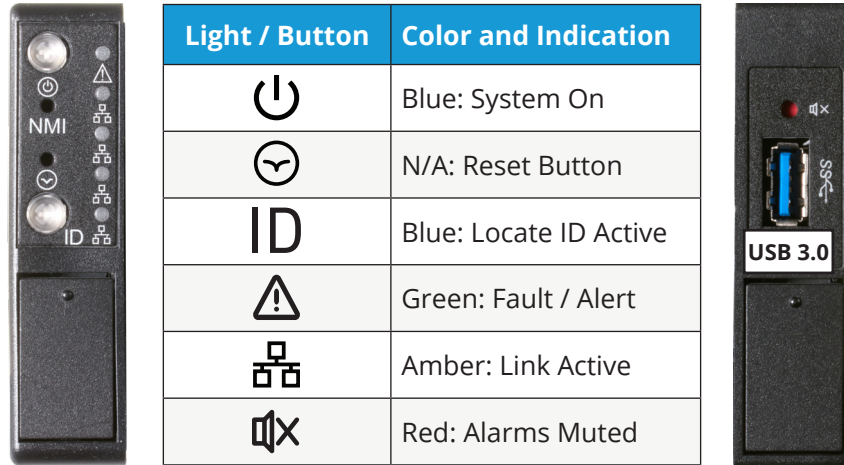 NMI
ID
Light / Button Color and Indication
Blue: System On
N/A: Reset Button
ID Blue: Locate ID Active
Green: Fault / Alert
Amber: Link Active
Red: Alarms Muted
USB 3.0